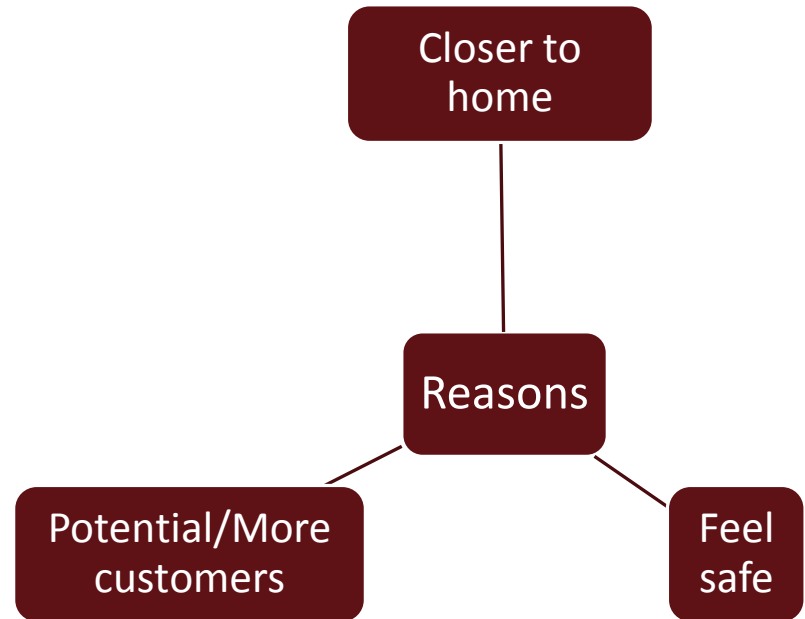 Closer to
home
Reasons
Potential/More
customers
Feel
safe